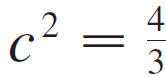 c² = 4/3